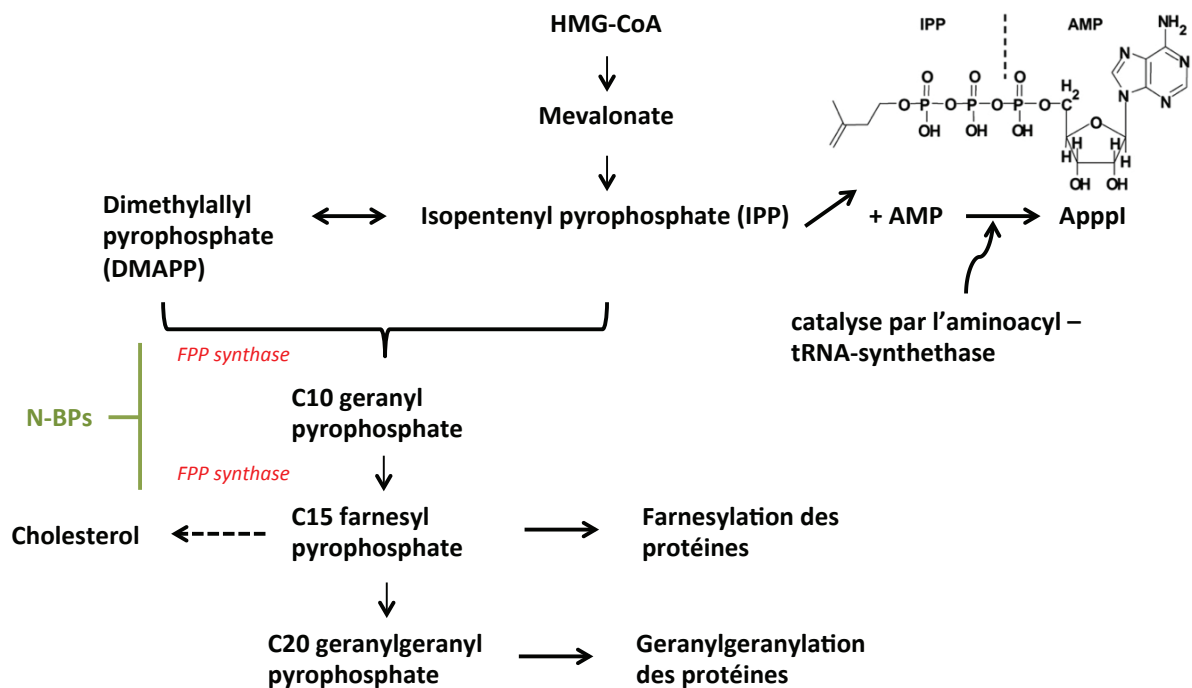 HMG-CoA
IPP
AMP
NH2
N
N
N
N
O
O
O
H2
O
P
O
P
O
P
O
C
O
OH
OH
OH
H
H
H
H
OH
OH
Mevalonate
Dimethylallyl
pyrophosphate
(DMAPP)
Isopentenyl pyrophosphate (IPP)
+ AMP
ApppI
catalyse par l'aminoacyl –
tRNA-synthethase
FPP synthase
N-BPs
C10 geranyl
pyrophosphate
FPP synthase
Cholesterol
C15 farnesyl
pyrophosphate
Farnesylation des
protéines
C20 geranylgeranyl
pyrophosphate
Geranylgeranylation
des protéines